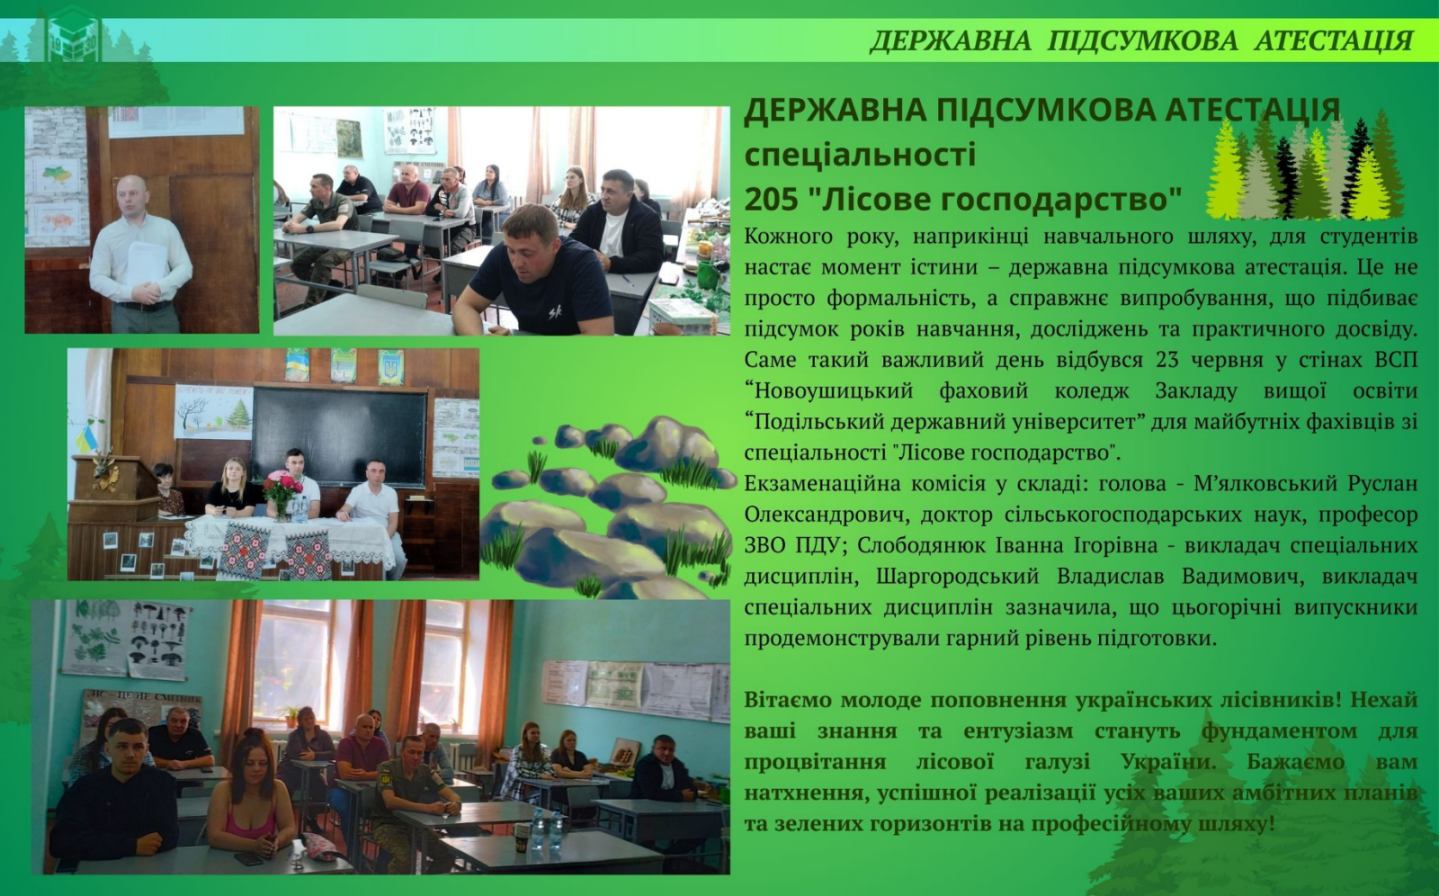 ДЕРЖАВНА ПІДСУМКОВА АТЕСТАЦІЯ
ДЕРЖАВНА ПІДСУМКОВА АТЕСТАЦІЯ
спеціальності
205 "Лісове господарство"
Кожного року, наприкінці навчального шляху, для студентів
настає момент істини – державна підсумкова атестація. Це не
просто формальність, а справжнє випробування, що підбиває
підсумок років навчання, досліджень та практичного досвіду.
Саме такий важливий день відбувся 23 червня у стінах ВСП
“Новоушицький фаховий коледж Закладу вищої освіти
“Подільський державний університет” для майбутніх фахівців зі
спеціальності "Лісове господарство".
Екзаменаційна комісія у складі: голова - М’ялковський Руслан
Олександрович, доктор сільськогосподарських наук, професор
ЗВО ПДУ; Слободянюк Іванна Ігорівна - викладач спеціальних
дисциплін, Шаргородський Владислав Вадимович, викладач
спеціальних дисциплін зазначила, що цьогорічні випускники
продемонстрували гарний рівень підготовки.
Вітаємо молоде поповнення українських лісівників! Нехай
ваші знання та ентузіазм стануть фундаментом для
процвітання лісової галузі України. Бажаємо вам
натхнення, успішної реалізації усіх ваших амбітних планів
та зелених горизонтів на професійному шляху!